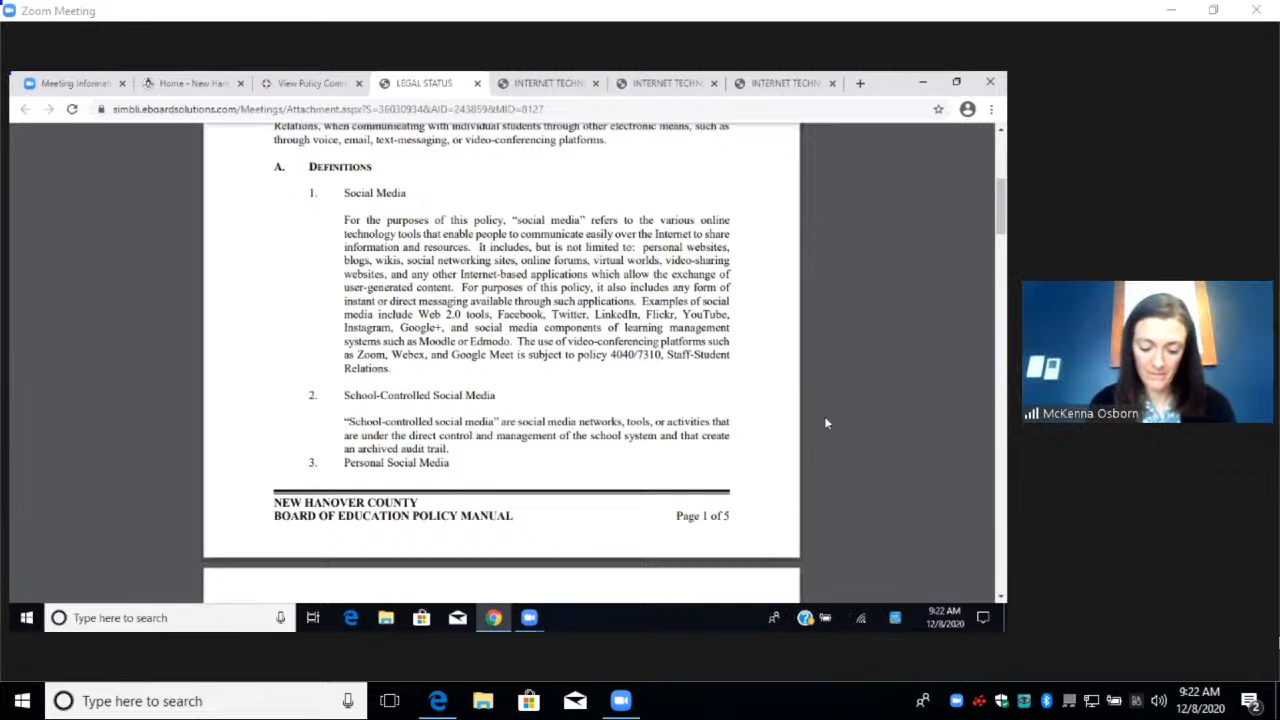 Zoom Meeting
Meeting Informat
Home - New Han
View Policy Comm
LEGAL STATUS
INTERNET TECHN
INTERNET TECHN
INTERNET TECHN
simbli.eboardsolutions.com/Meetings/Attachment.aspx?S=36030934&AID=243859&MID=8127
Relations, when communicating with individual students through other electronic means, such as
through voice, email, text-messaging, or video-conferencing platforms.
A. DEFINITIONS
1. Social Media
For the purposes of this policy, “social media” refers to the various online
technology tools that enable people to communicate easily over the Internet to share
information and resources. It includes, but is not limited to: personal websites,
blogs, wikis, social networking sites, online forums, virtual worlds, video-sharing
websites, and any other Internet-based applications which allow the exchange of
user-generated content. For purposes of this policy, it also includes any form of
instant or direct messaging available through such applications. Examples of social
media include Web 2.0 tools, Facebook, Twitter, LinkedIn, Flickr, YouTube,
Instagram, Google+, and social media components of learning management
systems such as Moodle or Edmodo. The use of video-conferencing platforms such
as Zoom, Webex, and Google Meet is subject to policy 4040/7310, Staff-Student
Relations.
2. School-Controlled Social Media
“School-controlled social media” are social media networks, tools, or activities that
are under the direct control and management of the school system and that create
an archived audit trail.
3. Personal Social Media
NEW HANOVER COUNTY
BOARD OF EDUCATION POLICY MANUAL Page 1 of 5
McKenna Osborn
Type here to search
9:22 AM
12/8/2020
Type here to search
9:22 AM
12/8/2020
2